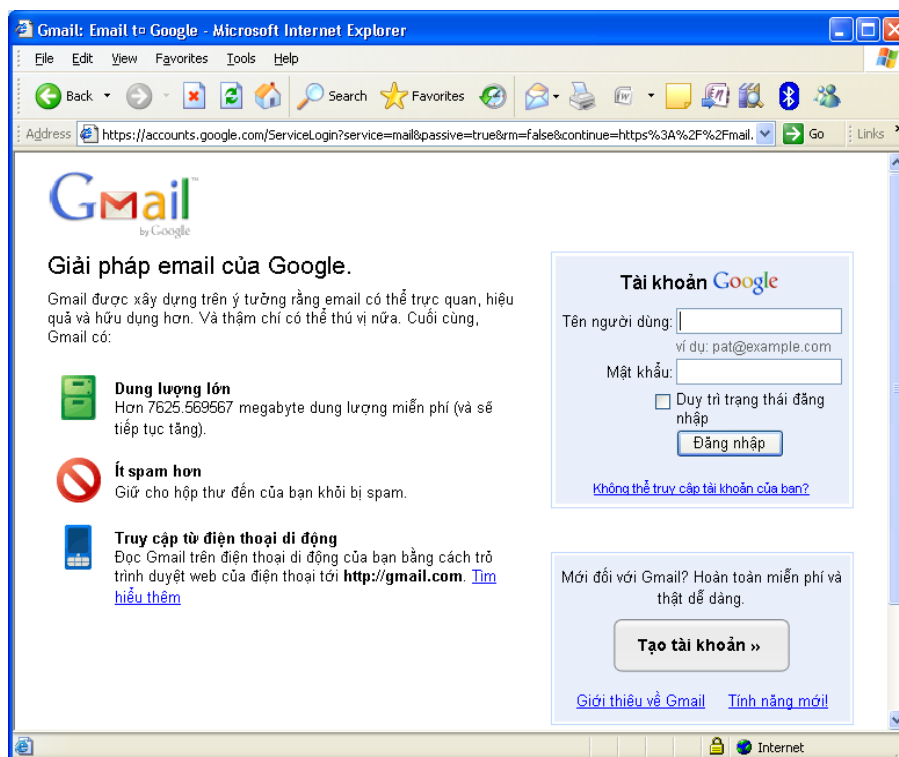 Gmail: Email từ Google - Microsoft Internet Explorer
File Edit View Favorites Tools Help
Back Search Favorites
Address https://accounts.google.com/ServiceLogin?service=mail&passive=true&rm=false&continue=https%3A%2F%2Fmail. Go Links
Gmail™
by Google
Giải pháp email của Google.
Gmail được xây dựng trên ý tưởng rằng email có thể trực quan, hiệu
quả và hữu dụng hơn. Và thậm chí có thể thú vị nữa. Cuối cùng,
Gmail có:
Dung lượng lớn
Hơn 7625.569567 megabyte dung lượng miễn phí (và sẽ
tiếp tục tăng).
Ít spam hơn
Giữ cho hộp thư đến của bạn khỏi bị spam.
Truy cập từ điện thoại di động
Đọc Gmail trên điện thoại di động của bạn bằng cách trỏ
trình duyệt web của điện thoại tới http://gmail.com. Tìm
hiểu thêm
Tài khoản Google
Tên người dùng:
ví dụ: pat@example.com
Mật khẩu:
Duy trì trạng thái đăng
nhập
Đăng nhập
Không thể truy cập tài khoản của bạn?
Mới đối với Gmail? Hoàn toàn miễn phí và
thật dễ dàng.
Tạo tài khoản »
Giới thiệu về Gmail Tính năng mới!
Internet